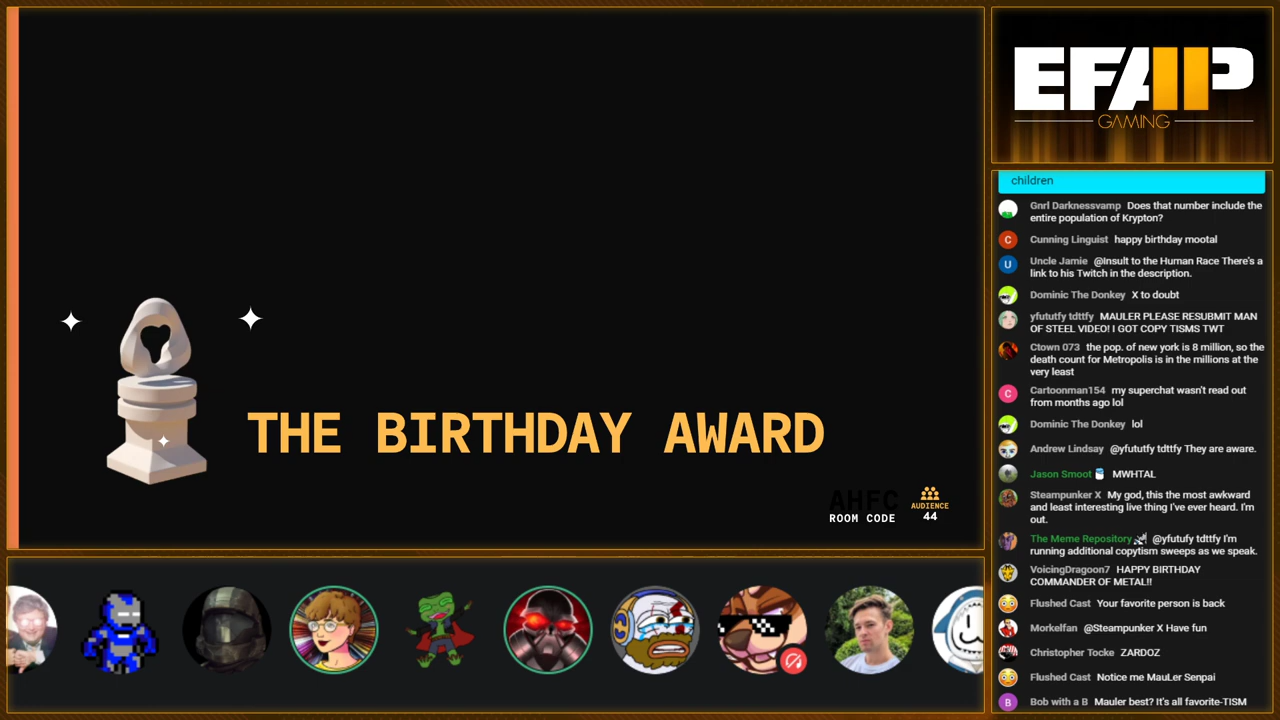 THE BIRTHDAY AWARD
AHFC
ROOM CODE
AUDIENCE
44
EFAP
GAMING
children
Gnrl Darknessvamp Does that number include the
entire population of Krypton?
C
Cunning Linguist happy birthday mootal
U
Uncle Jamie @Insult to the Human Race There's a
link to his Twitch in the description.
Dominic The Donkey X to doubt
yfututfy tdttfy MAULER PLEASE RESUBMIT MAN
OF STEEL VIDEO! I GOT COPY TISMS TWT
Ctown 073 the pop. of new york is 8 million, so the
death count for Metropolis is in the millions at the
very least
C
Cartoonman154 my superchat wasn't read out
from months ago lol
Dominic The Donkey lol
Andrew Lindsay @yfututfy tdttfy They are aware.
Jason Smoot MWHTAL
Steampunker X My god, this the most awkward
and least interesting live thing I've ever heard. I'm
out.
The Meme Repository @yfutufy tdttfy I'm
running additional copytism sweeps as we speak.
VoicingDragoon7 HAPPY BIRTHDAY
COMMANDER OF METAL!!
Flushed Cast Your favorite person is back
Morkelfan @Steampunker X Have fun
Christopher Tocke ZARDOZ
Flushed Cast Notice me MauLer Senpai
B
Bob with a B Mauler best? It's all favorite-TISM